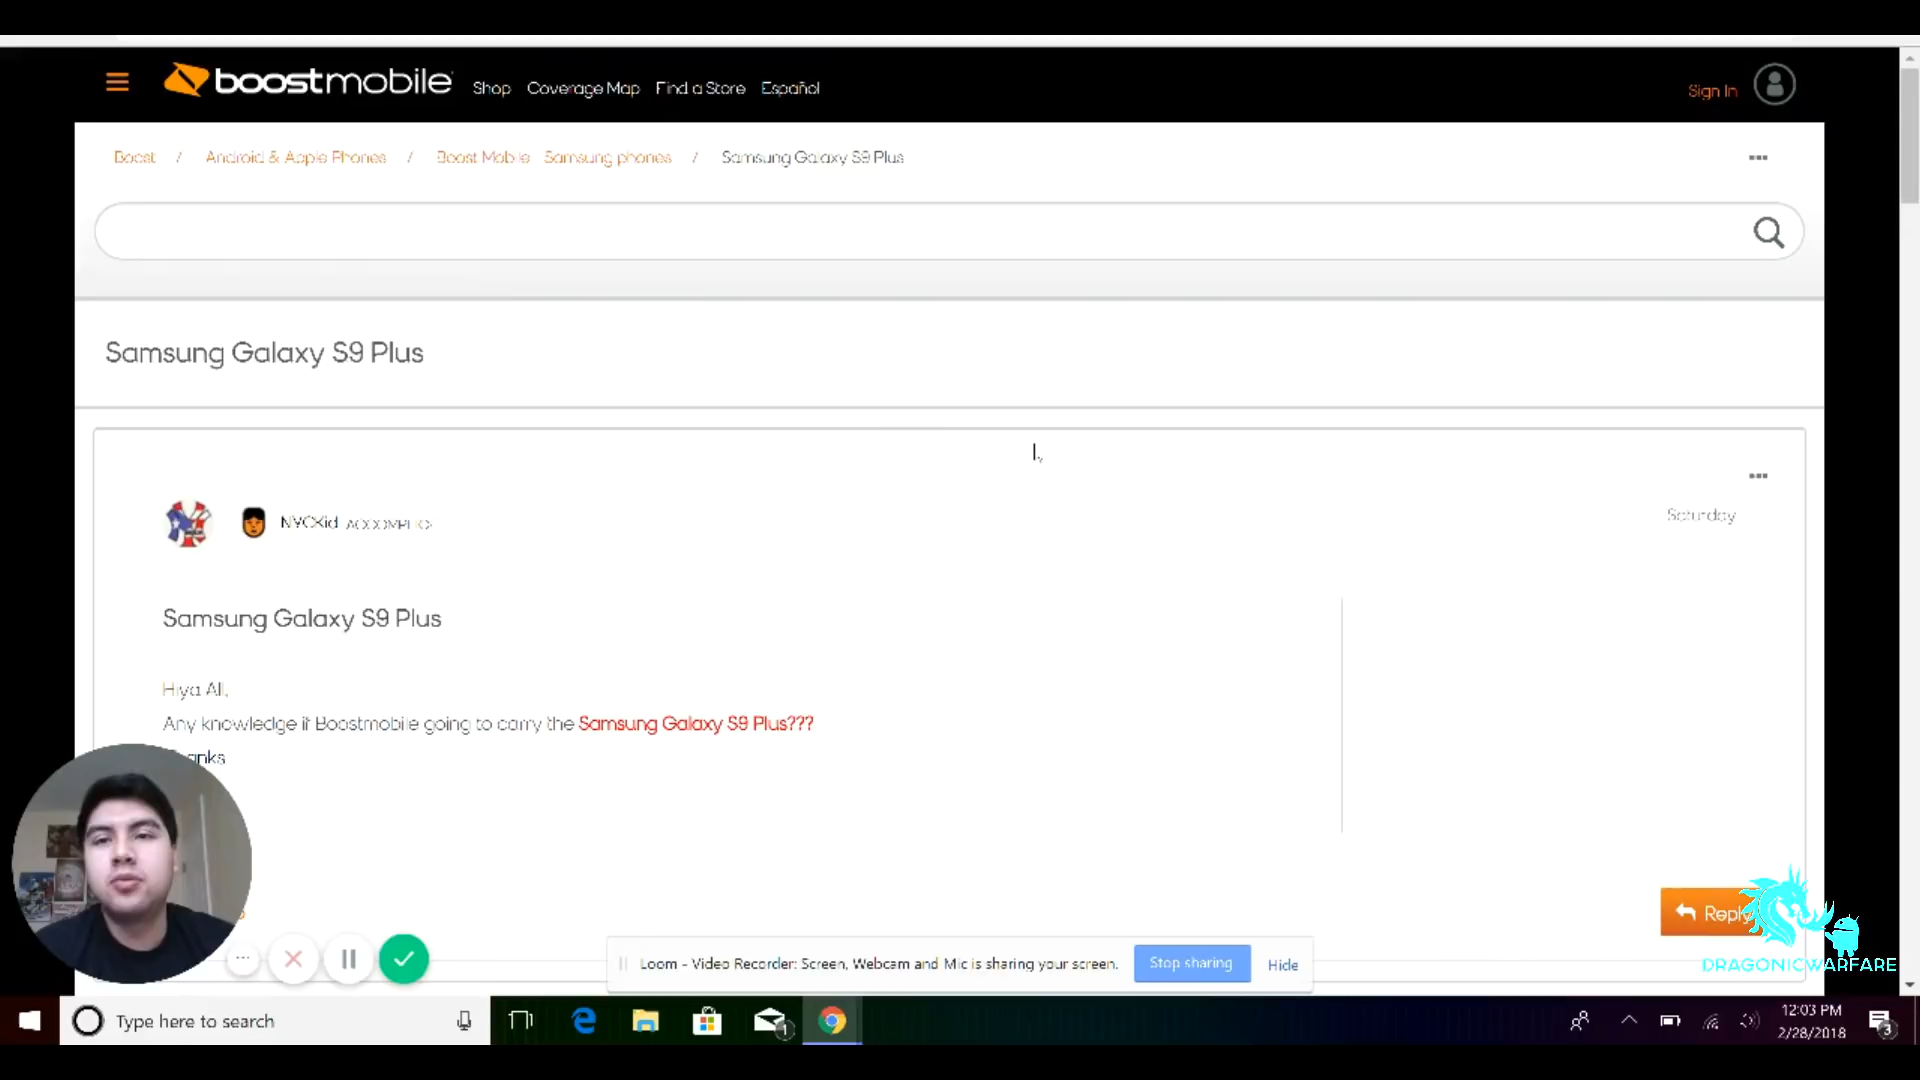 boostmobile Shop Coverage Map Find a Store Español Sign In
Boost / Android & Apple Phones / Boost Mobile Samsung phones / Samsung Galaxy S9 Plus
Samsung Galaxy S9 Plus
NYCKid
Saturday
Samsung Galaxy S9 Plus
Hiya All,
Any knowledge if Boostmobile going to carry the Samsung Galaxy S9 Plus???
Reply
DRAGONICWARFARE
Loom - Video Recorder: Screen, Webcam and Mic is sharing your screen. Stop sharing Hide
Type here to search
1
12:03 PM
2/28/2018
3